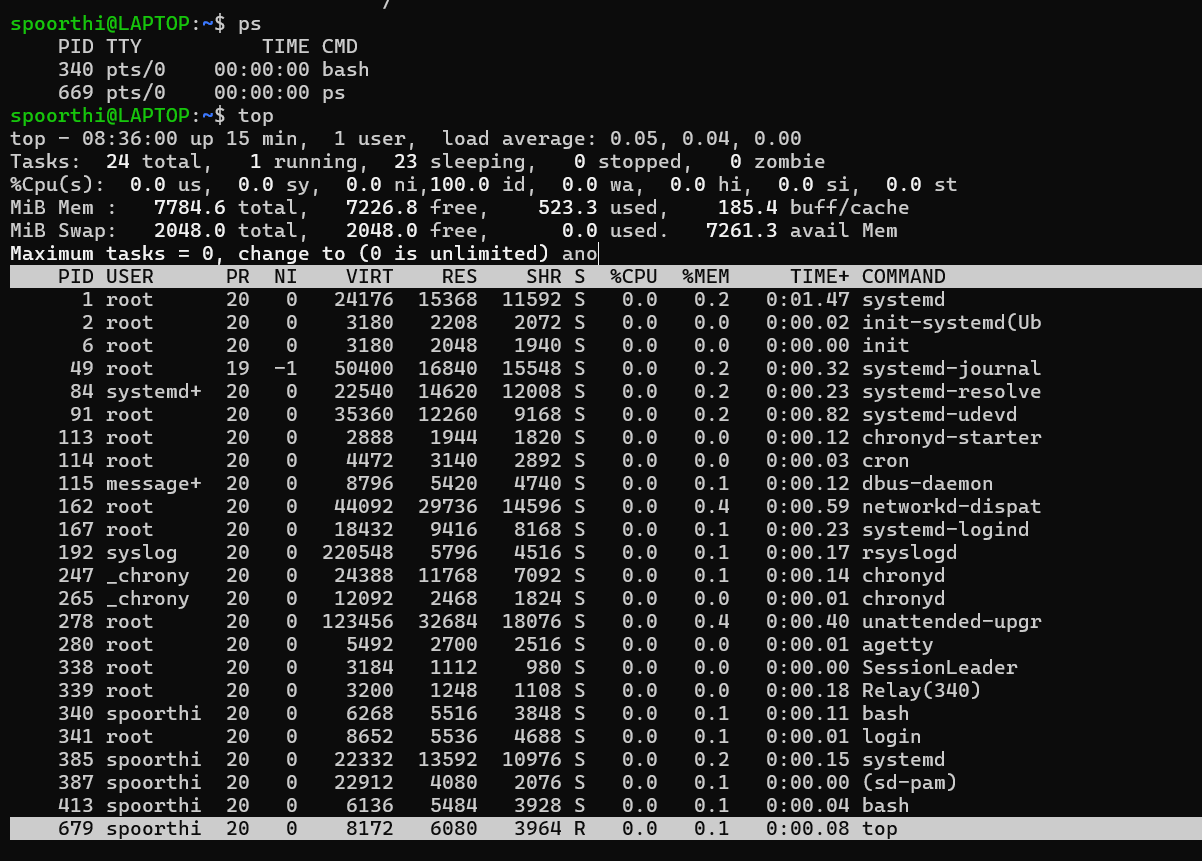 spoorthi@LAPTOP:~$ ps
    PID TTY          TIME CMD
    340 pts/0    00:00:00 bash
    669 pts/0    00:00:00 ps
spoorthi@LAPTOP:~$ top
top - 08:36:00 up 15 min,  1 user,  load average: 0.05, 0.04, 0.00
Tasks:  24 total,   1 running,  23 sleeping,   0 stopped,   0 zombie
%Cpu(s):  0.0 us,  0.0 sy,  0.0 ni,100.0 id,  0.0 wa,  0.0 hi,  0.0 si,  0.0 st
MiB Mem :   7784.6 total,   7226.8 free,    523.3 used,    185.4 buff/cache
MiB Swap:   2048.0 total,   2048.0 free,      0.0 used.   7261.3 avail Mem
Maximum tasks = 0, change to (0 is unlimited) ano
    PID USER      PR  NI    VIRT    RES    SHR S  %CPU  %MEM     TIME+ COMMAND
      1 root      20   0   24176  15368  11592 S   0.0   0.2   0:01.47 systemd
      2 root      20   0    3180   2208   2072 S   0.0   0.0   0:00.02 init-systemd(Ub
      6 root      20   0    3180   2048   1940 S   0.0   0.0   0:00.00 init
     49 root      19  -1   50400  16840  15548 S   0.0   0.2   0:00.32 systemd-journal
     84 systemd+  20   0   22540  14620  12008 S   0.0   0.2   0:00.23 systemd-resolve
     91 root      20   0   35360  12260   9168 S   0.0   0.2   0:00.82 systemd-udevd
    113 root      20   0    2888   1944   1820 S   0.0   0.0   0:00.12 chronyd-starter
    114 root      20   0    4472   3140   2892 S   0.0   0.0   0:00.03 cron
    115 message+  20   0    8796   5420   4740 S   0.0   0.1   0:00.12 dbus-daemon
    162 root      20   0   44092  29736  14596 S   0.0   0.4   0:00.59 networkd-dispat
    167 root      20   0   18432   9416   8168 S   0.0   0.1   0:00.23 systemd-logind
    192 syslog    20   0  220548   5796   4516 S   0.0   0.1   0:00.17 rsyslogd
    247 _chrony   20   0   24388  11768   7092 S   0.0   0.1   0:00.14 chronyd
    265 _chrony   20   0   12092   2468   1824 S   0.0   0.0   0:00.01 chronyd
    278 root      20   0  123456  32684  18076 S   0.0   0.4   0:00.40 unattended-upgr
    280 root      20   0    5492   2700   2516 S   0.0   0.0   0:00.01 agetty
    338 root      20   0    3184   1112    980 S   0.0   0.0   0:00.00 SessionLeader
    339 root      20   0    3200   1248   1108 S   0.0   0.0   0:00.18 Relay(340)
    340 spoorthi  20   0    6268   5516   3848 S   0.0   0.1   0:00.11 bash
    341 root      20   0    8652   5536   4688 S   0.0   0.1   0:00.01 login
    385 spoorthi  20   0   22332  13592  10976 S   0.0   0.2   0:00.15 systemd
    387 spoorthi  20   0   22912   4080   2076 S   0.0   0.1   0:00.00 (sd-pam)
    413 spoorthi  20   0    6136   5484   3928 S   0.0   0.1   0:00.04 bash
    679 spoorthi  20   0    8172   6080   3964 R   0.0   0.1   0:00.08 top